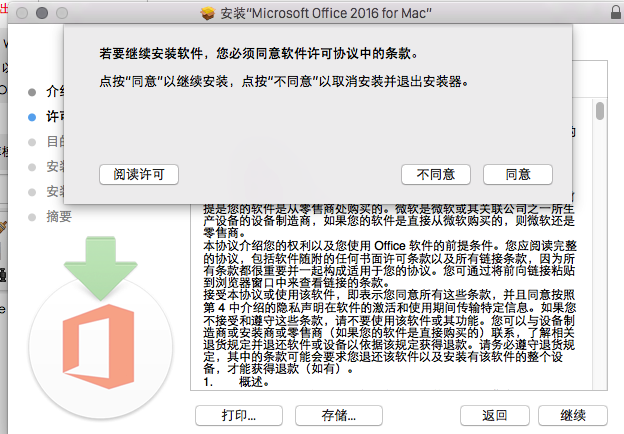 安装“Microsoft Office 2016 for Mac”
若要继续安装软件，您必须同意软件许可协议中的条款。
点按“同意”以继续安装，点按“不同意”以取消安装并退出安装器。
阅读许可
不同意
同意
介绍
许可
目的
安装
安装
摘要
的
提是您的软件是从零售商处购买的。微软是微软或其关联公司之一所生
产设备的设备制造商，如果您的软件是直接从微软购买的，则微软还是
零售商。
本协议介绍您的权利以及您使用 Office 软件的前提条件。您应阅读完整
的协议，包括软件随附的任何书面许可条款以及所有链接条款，因为所
有条款都很重要并一起构成适用于您的协议。您可通过将前向链接粘贴
到浏览器窗口中来查看链接的条款。
接受本协议或使用该软件，即表示您同意所有这些条款，并且同意按照
第 4 中介绍的隐私声明在软件的激活和使用期间传输特定信息。如果您
不接受和遵守这些条款，请不要使用该软件或其功能。您可以与设备制
造商或安装商或零售商（如果您的软件是直接购买的）联系，了解相关
退货规定并退还软件或设备以依据该规定获得退款。请务必遵守退货规
定，其中的条款可能会要求您退还该软件以及安装有该软件的整个设
备，才能获得退款（如有）。
1. 概述。
打印...
存储...
返回
继续